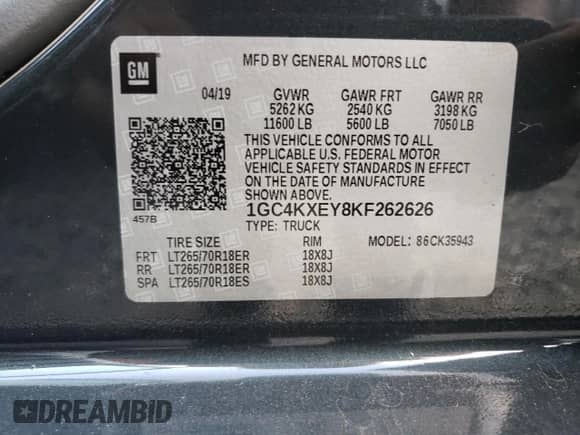 GM
MFD BY GENERAL MOTORS LLC
04/19 GVWR GAWR FRT GAWR RR
5262 KG 2540 KG 3198 KG
11600 LB 5600 LB 7050 LB
THIS VEHICLE CONFORMS TO ALL
APPLICABLE U.S. FEDERAL MOTOR
VEHICLE SAFETY STANDARDS IN EFFECT
ON THE DATE OF MANUFACTURE
457B 1GC4KXEY8KF262626
TYPE: TRUCK
TIRE SIZE RIM MODEL: 86CK35943
FRT LT265/70R18ER 18X8J
RR LT265/70R18ER 18X8J
SPA LT265/70R18ES 18X8J
DREAMBID